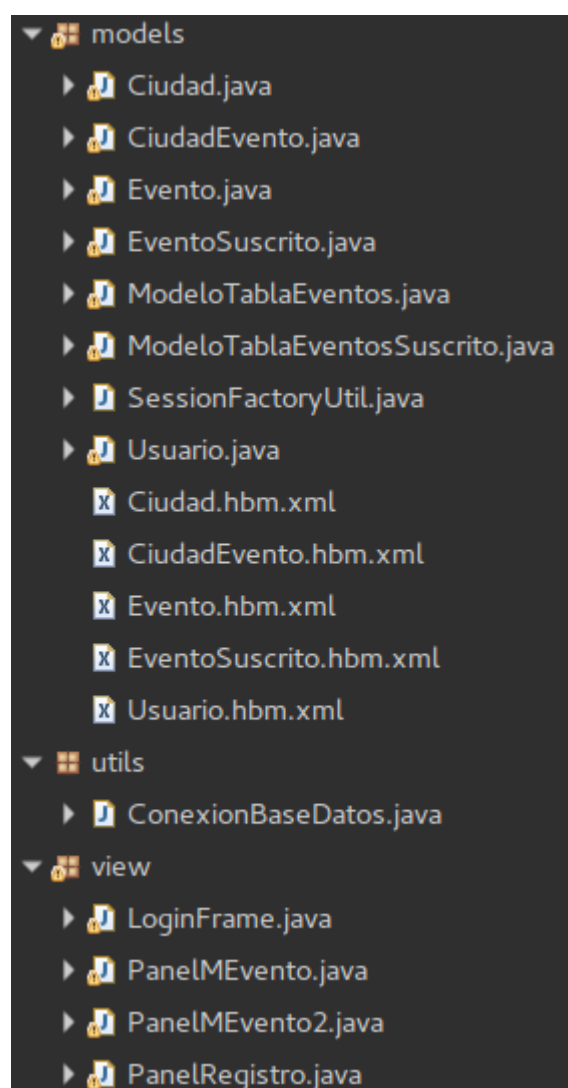 models
Ciudad.java
CiudadEvento.java
Evento.java
EventoSuscrito.java
ModeloTablaEventos.java
ModeloTablaEventosSuscrito.java
SessionFactoryUtil.java
Usuario.java
Ciudad.hbm.xml
CiudadEvento.hbm.xml
Evento.hbm.xml
EventoSuscrito.hbm.xml
Usuario.hbm.xml
utils
ConexionBaseDatos.java
view
LoginFrame.java
PanelMEvento.java
PanelMEvento2.java
PanelRegistro.java